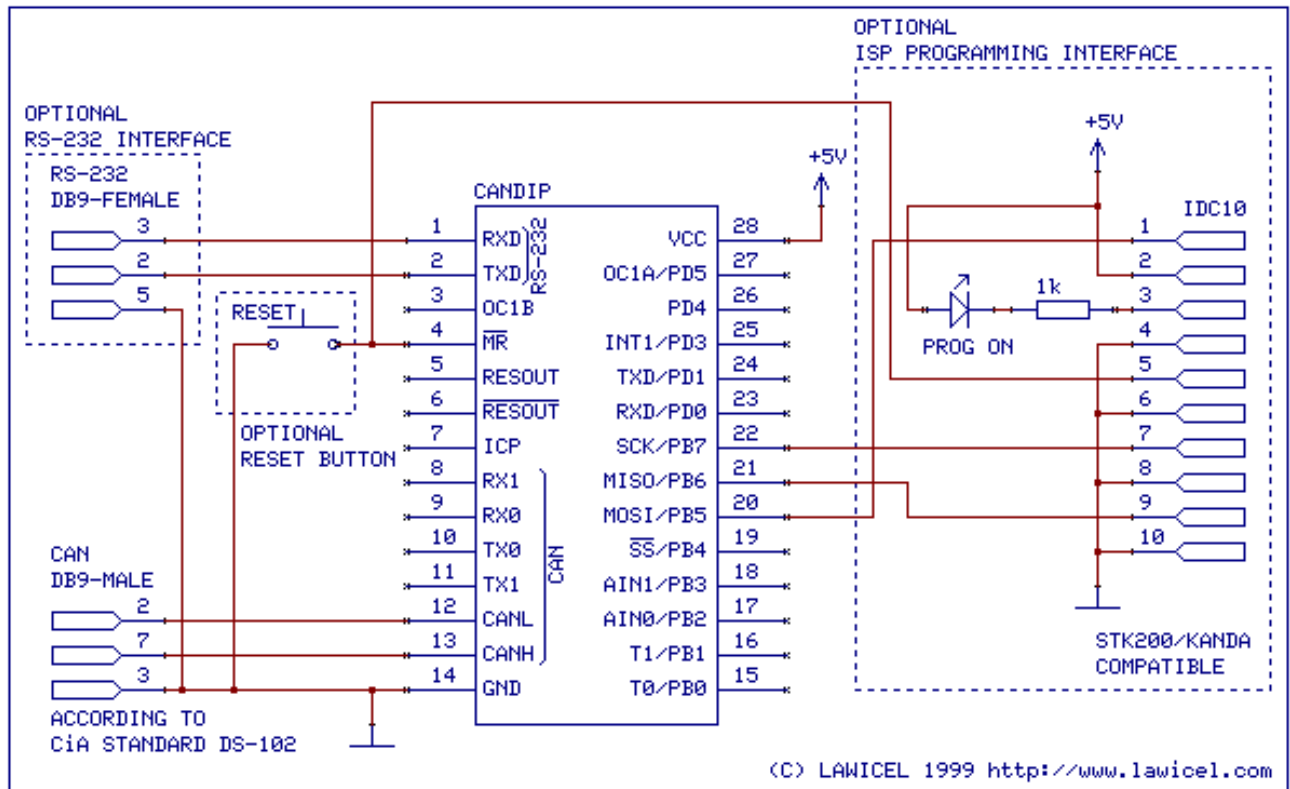 OPTIONAL
ISP PROGRAMMING INTERFACE
OPTIONAL
RS-232 INTERFACE
RS-232
DB9-FEMALE
3
2
5
RESET
OPTIONAL
RESET BUTTON
CAN
DB9-MALE
2
7
3
ACCORDING TO
CiA STANDARD DS-102
CANDIP
+5V
1 RXD VCC 28
2 TXD OC1A/PD5 27
RS-232
3 OC1B PD4 26
4 MR INT1/PD3 25
5 RESOUT TXD/PD1 24
6 RESOUT RXD/PD0 23
7 ICP SCK/PB7 22
8 RX1 MISO/PB6 21
9 RX0 MOSI/PB5 20
10 TX0 SS/PB4 19
CAN
11 TX1 AIN1/PB3 18
12 CANL AIN0/PB2 17
13 CANH T1/PB1 16
14 GND T0/PB0 15
+5V
IDC10
1
2
1k
3
PROG ON
4
5
6
7
8
9
10
STK200/KANDA
COMPATIBLE
(C) LAWICEL 1999 http://www.lawicel.com